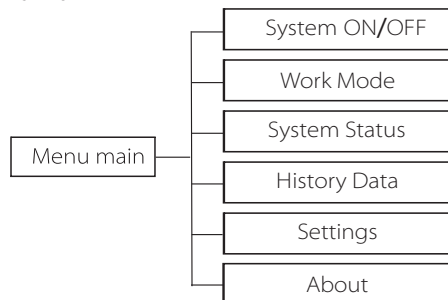 System ON/OFF
Work Mode
System Status
Menu main
History Data
Settings
About